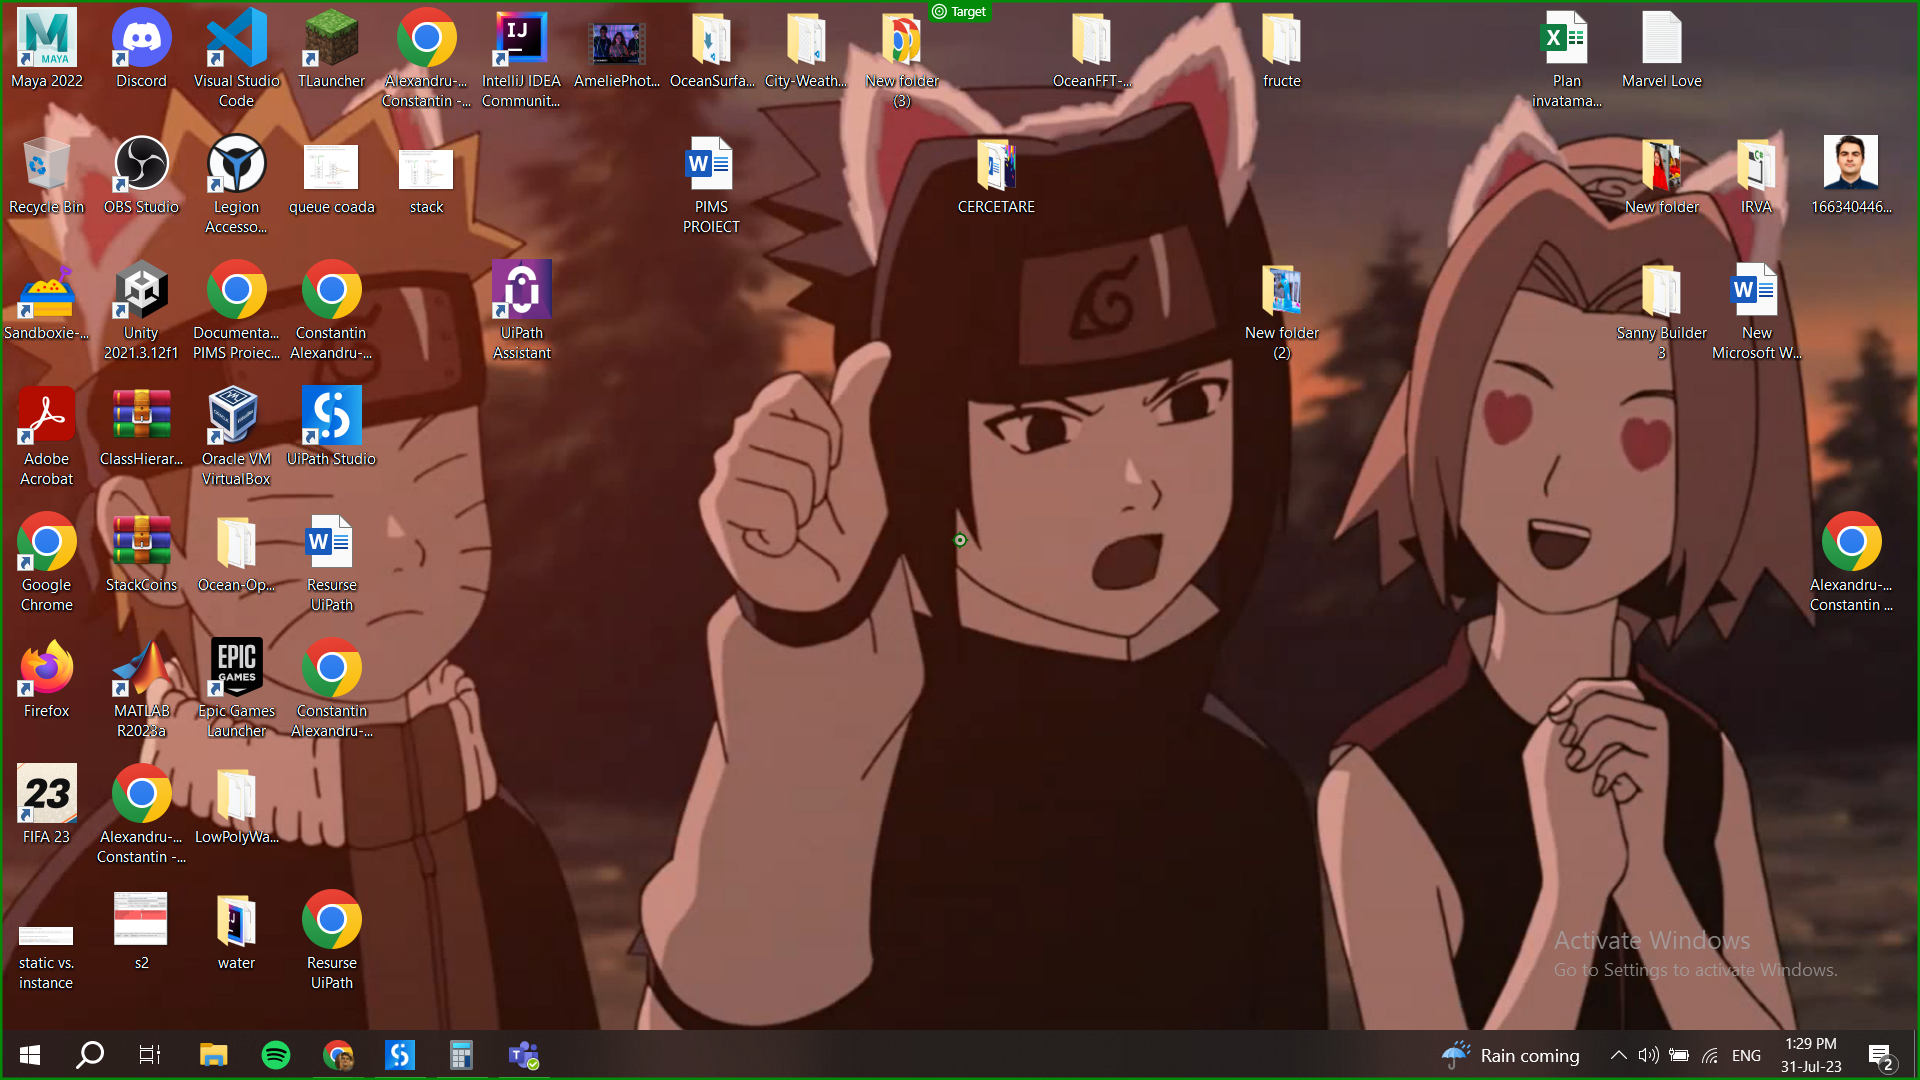 Target
Maya 2022
Discord
Visual Studio
Code
TLauncher
Alexandru-...
Constantin -...
IntelliJ IDEA
Communit...
AmeliePhot...
OceanSurfa...
City-Weath...
New folder
(3)
OceanFFT-...
fructe
Plan
invatama...
Marvel Love
Recycle Bin
OBS Studio
Legion
Accesso...
queue coada
stack
PIMS
PROIECT
CERCETARE
New folder
IRVA
166340446...
Sandboxie-...
Unity
2021.3.12f1
Documenta...
PIMS Proiec...
Constantin
Alexandru-...
UiPath
Assistant
New folder
(2)
Sanny Builder
3
New
Microsoft W...
Adobe
Acrobat
ClassHierar...
Oracle VM
VirtualBox
UiPath Studio
Google
Chrome
StackCoins
Ocean-Op...
Resurse
UiPath
Alexandru-...
Constantin ...
Firefox
MATLAB
R2023a
EPIC
GAMES
Epic Games
Launcher
Constantin
Alexandru-...
23
FIFA 23
Alexandru-...
Constantin -...
LowPolyWa...
static vs.
instance
s2
water
Resurse
UiPath
Activate Windows
Go to Settings to activate Windows.
Rain coming
ENG
1:29 PM
31-Jul-23
2